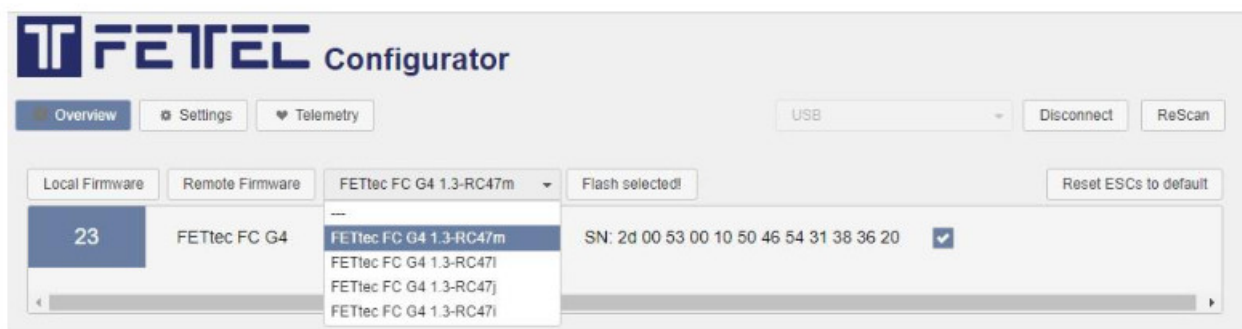 FETTEC Configurator
Overview Settings Telemetry USB Disconnect ReScan
Local Firmware Remote Firmware FETtec FC G4 1.3-RC47m Flash selected! Reset ESCs to default
---
23 FETtec FC G4 FETtec FC G4 1.3-RC47m SN: 2d 00 53 00 10 50 46 54 31 38 36 20
FETtec FC G4 1.3-RC47l
FETtec FC G4 1.3-RC47j
FETtec FC G4 1.3-RC47i